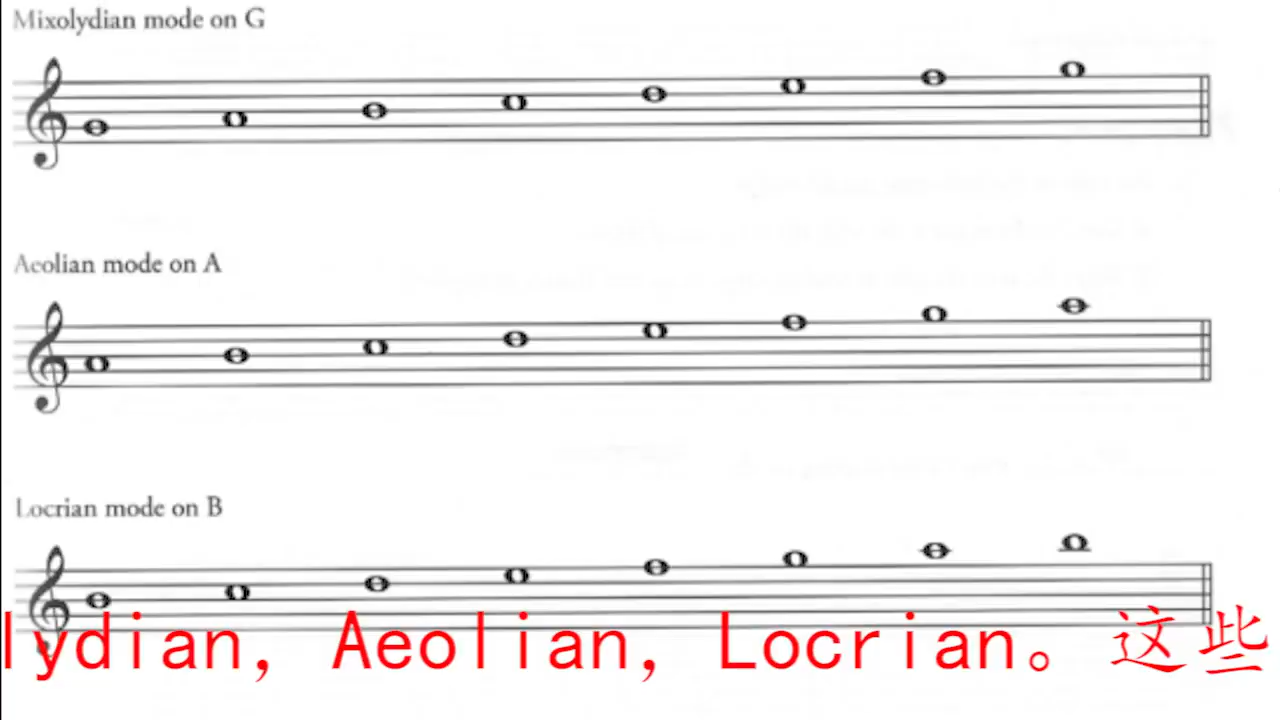 Mixolydian mode on G
Aeolian mode on A
Locrian mode on B
lydian, Aeolian, Locrian。这些